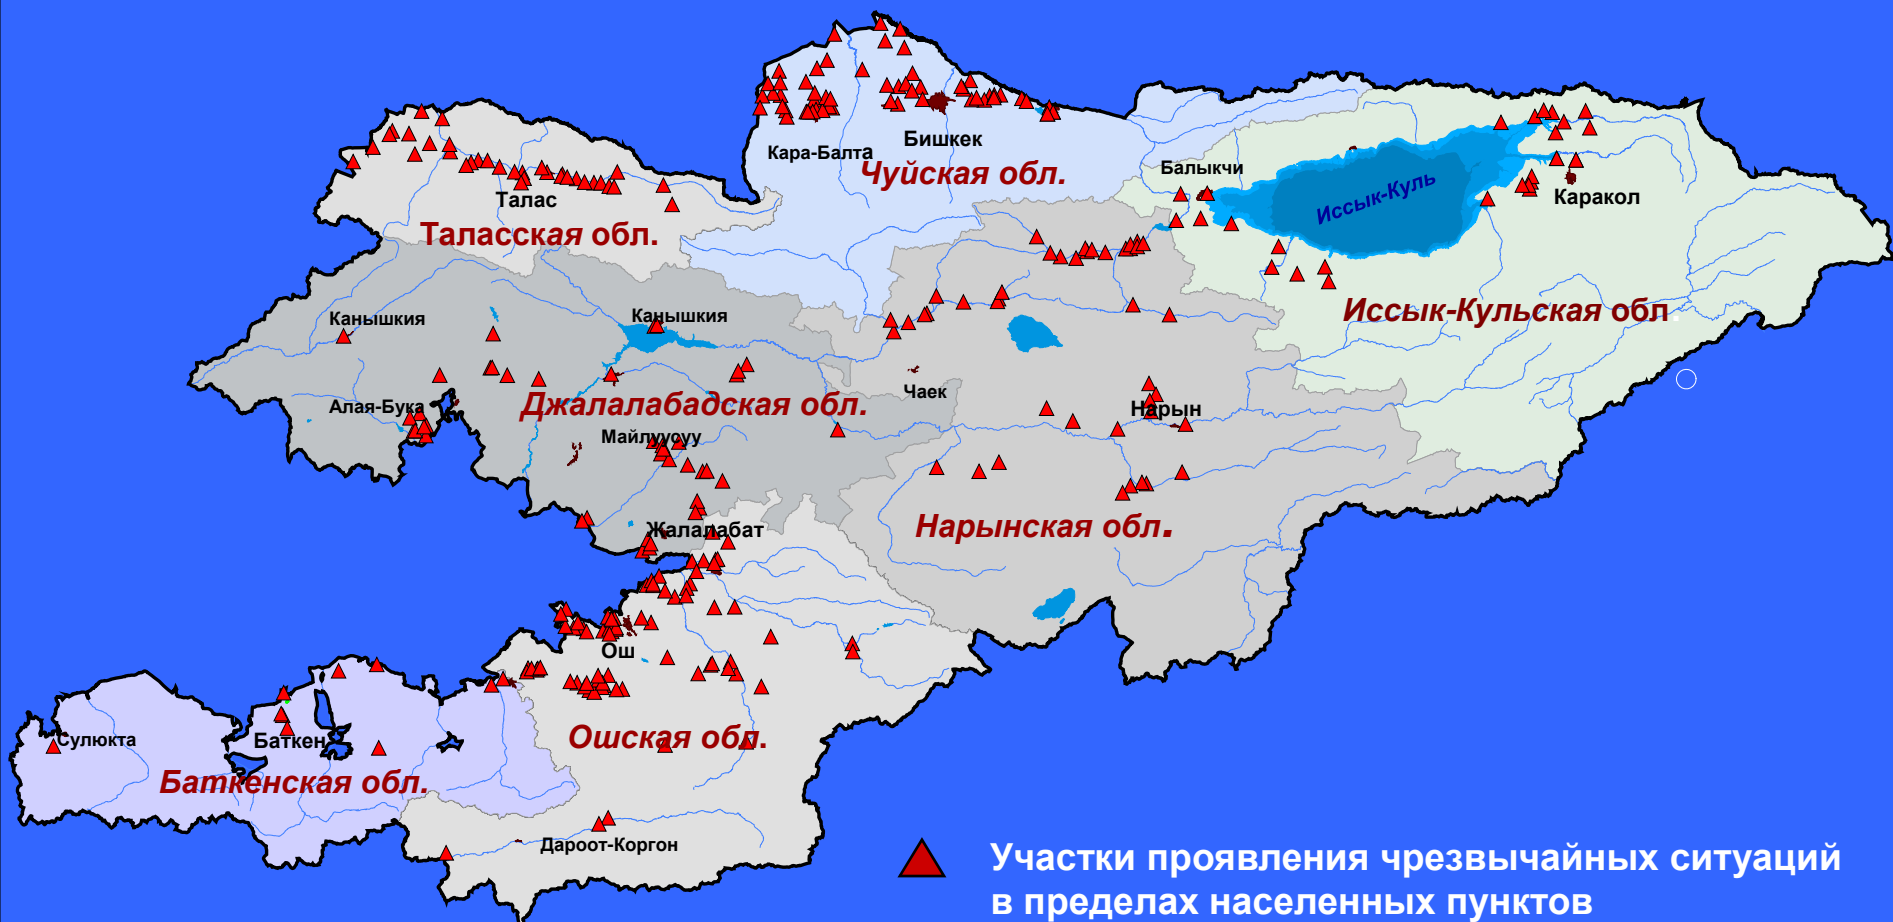 Бишкек
Кара-Балта
Чуйская обл.
Балыкчи
Иссык-Куль
Каракол
Талас
Таласская обл.
Иссык-Кульская обл.
Канышкия
Канышкия
Чаек
Алая-Бука
Джалалабадская обл.
Нарын
Майлуусуу
Нарынская обл.
Жалалабат
Ош
Сулюкта
Баткен
Ошская обл.
Баткенская обл.
Дароот-Коргон
Участки проявления чрезвычайных ситуаций
в пределах населенных пунктов